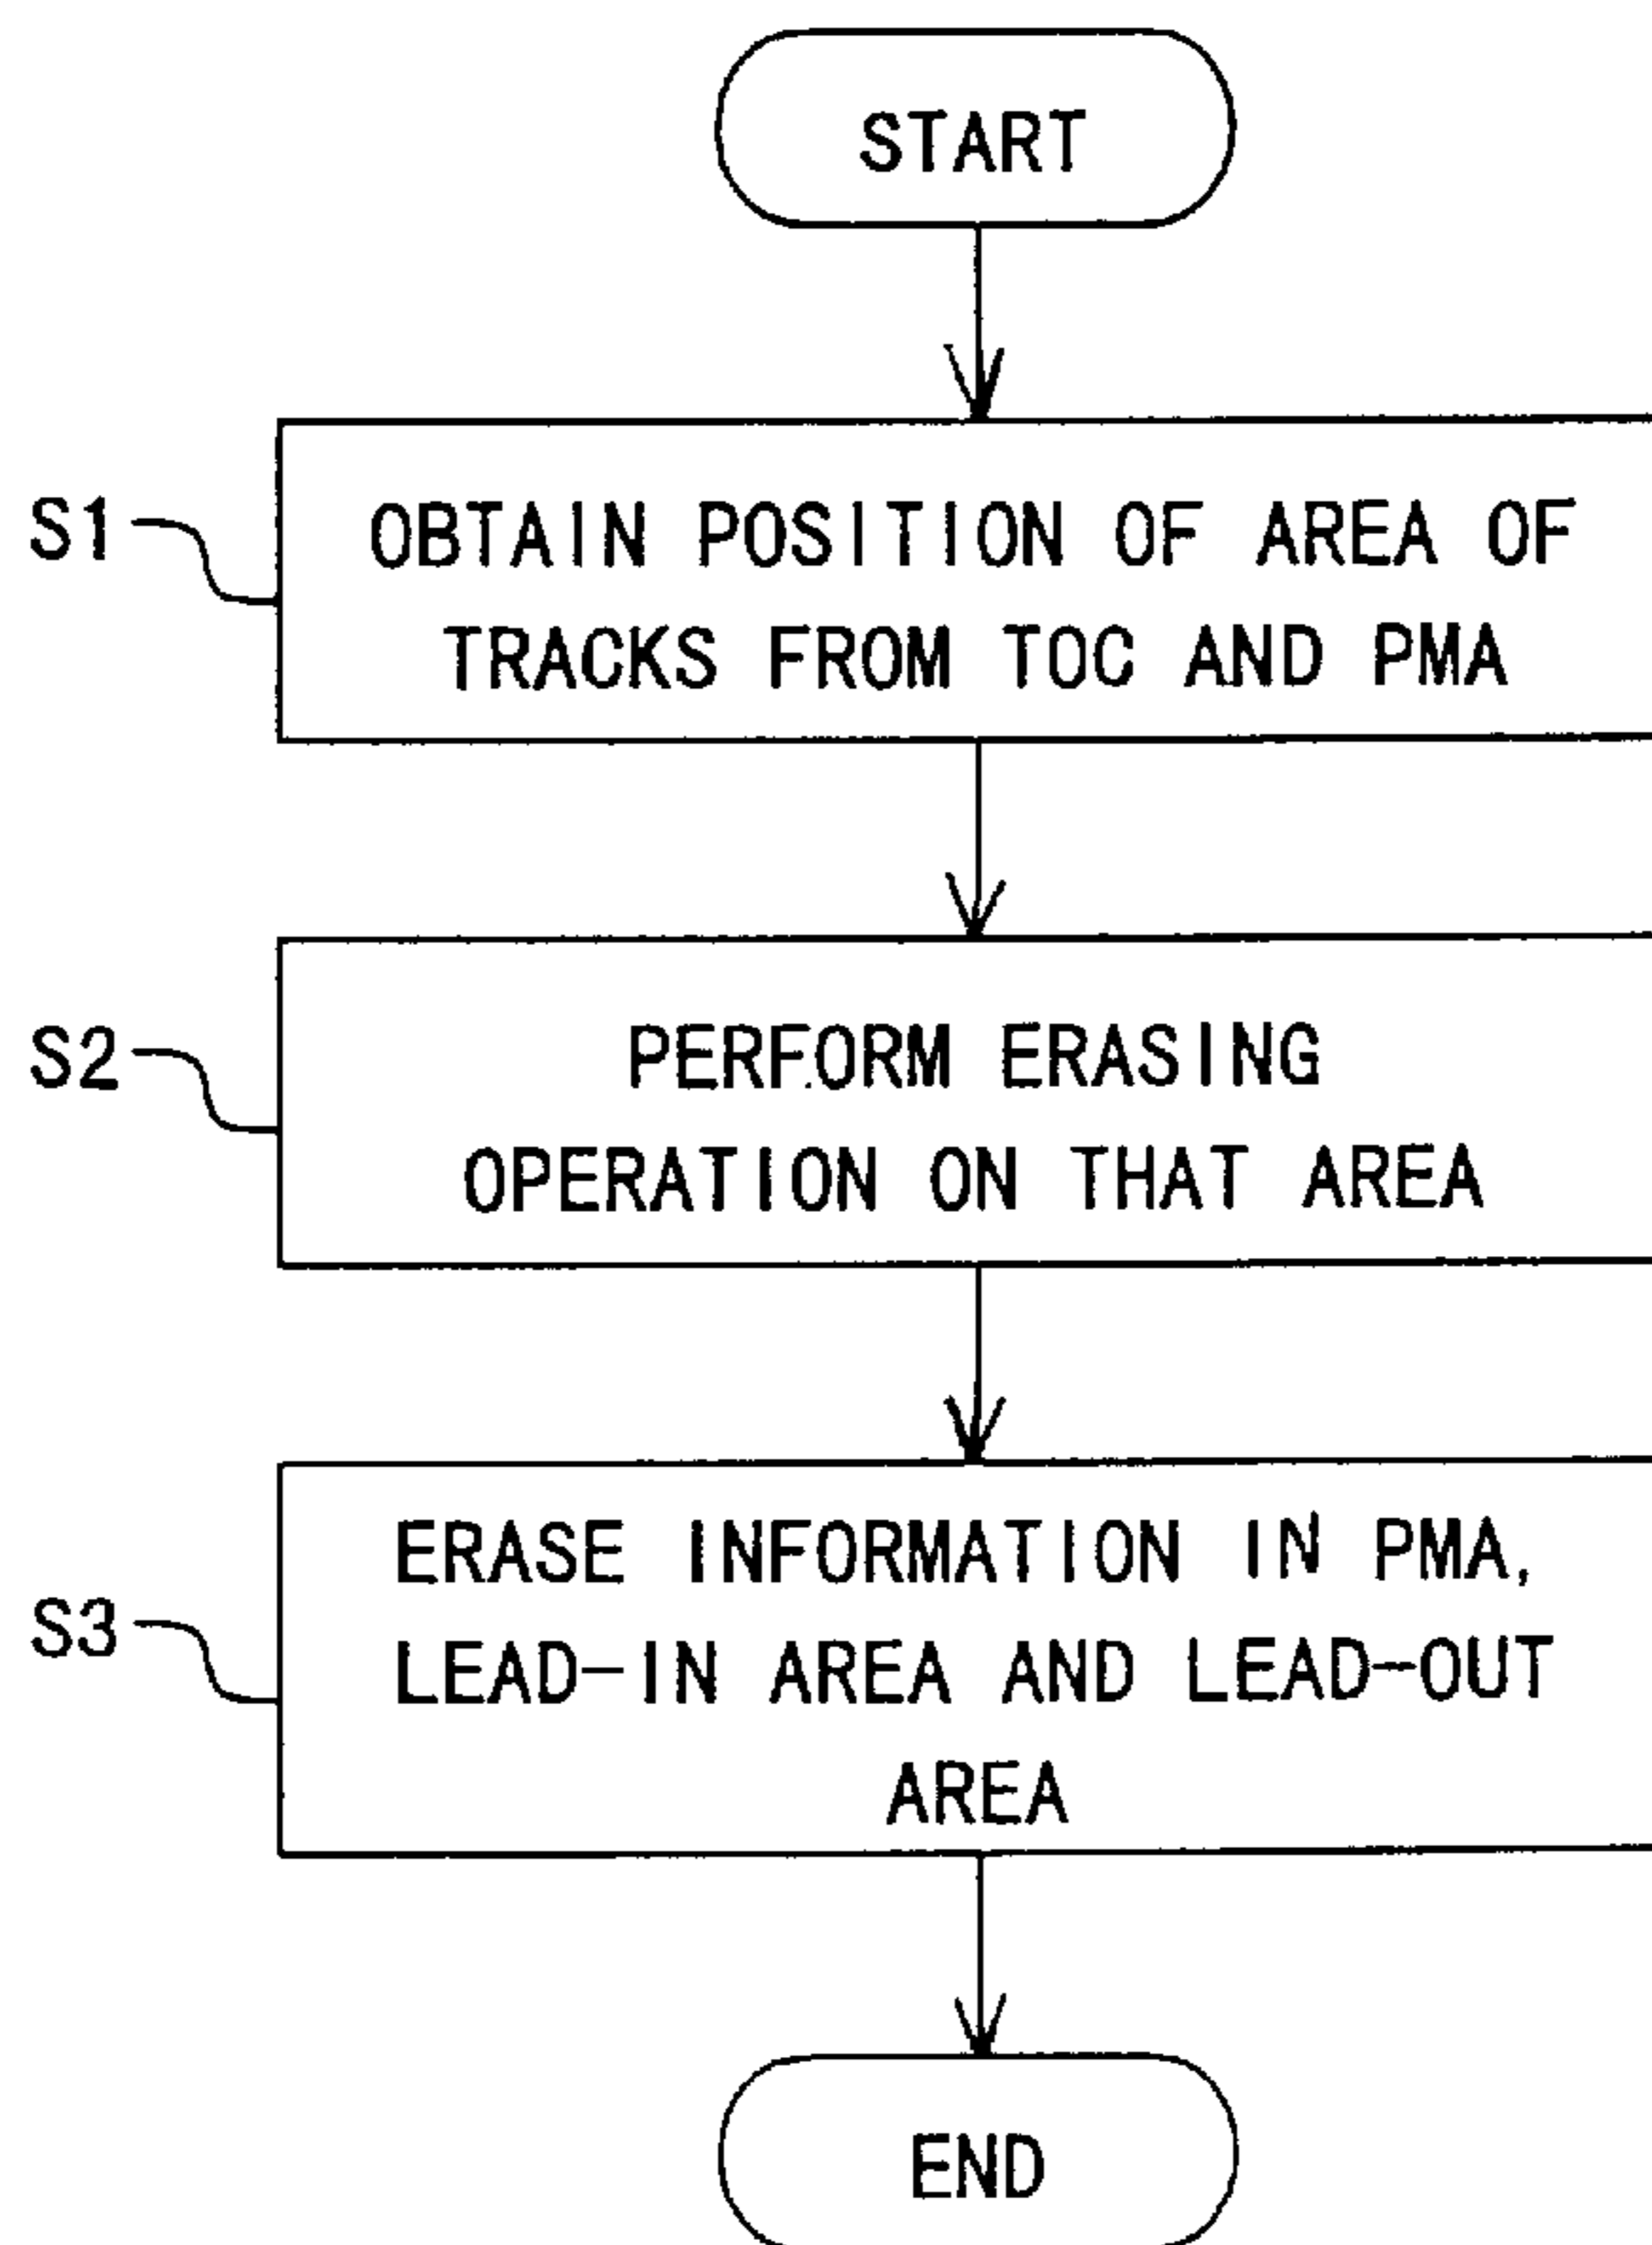 START
S1
OBTAIN POSITION OF AREA OF
TRACKS FROM TOC AND PMA
S2
PERFORM ERASING
OPERATION ON THAT AREA
S3
ERASE INFORMATION IN PMA,
LEAD-IN AREA AND LEAD-OUT
AREA
END